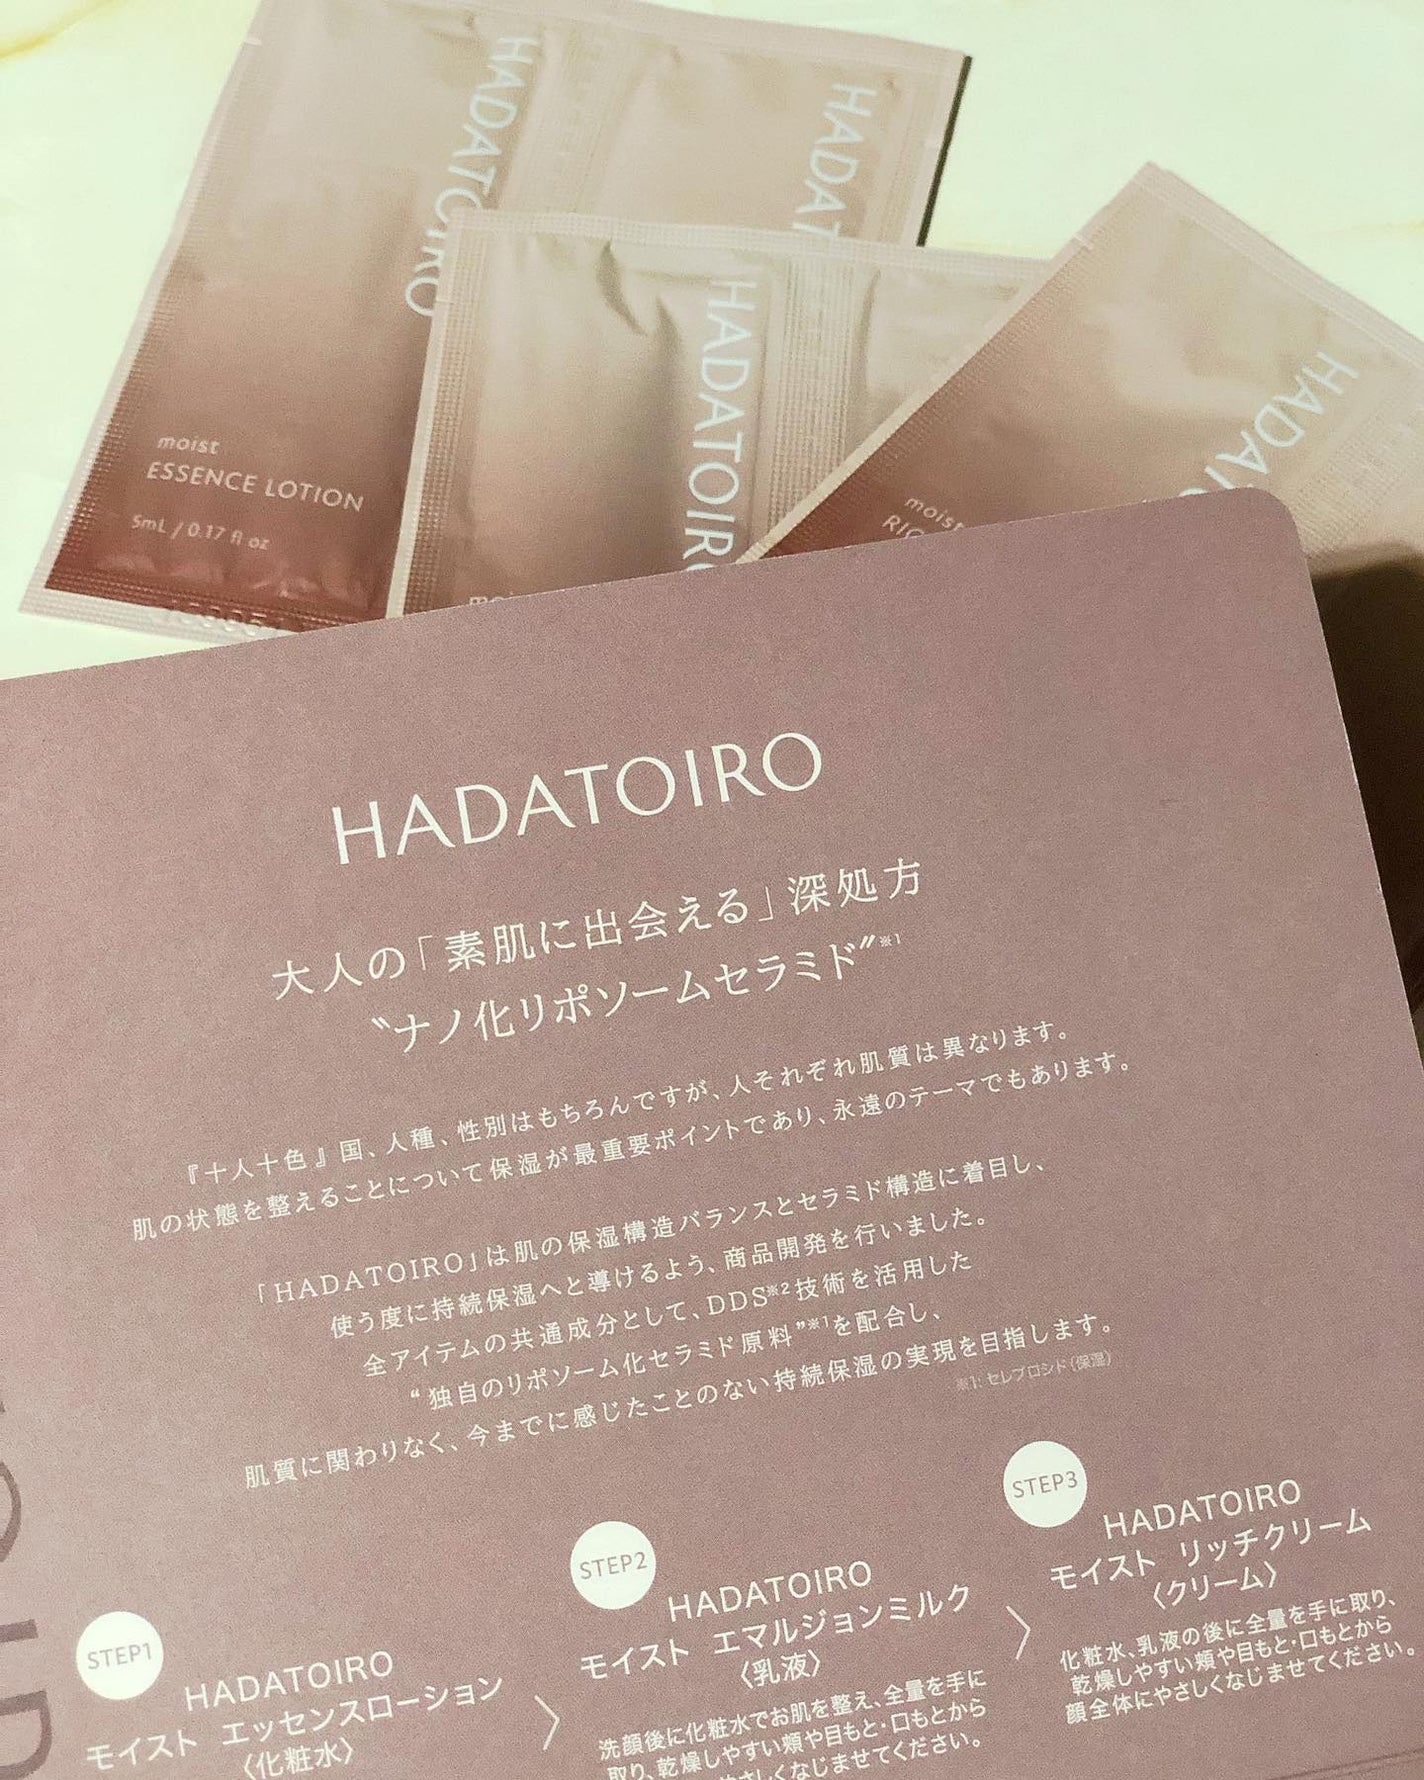 HADATOIRO
HADAT
HADATOIRO
HADATO
moist
ESSENCE LOTION
5mL / 0.17 fl oz
moist
HADATOIRO
大人の「素肌に出会える」深処方
〝ナノ化リポソームセラミド〞※1
『十人十色』国、人種、性別はもちろんですが、人それぞれ肌質は異なります。
肌の状態を整えることについて保湿が最重要ポイントであり、永遠のテーマでもあります。
「HADATOIRO」は肌の保湿構造バランスとセラミド構造に着目し、
使う度に持続保湿へと導けるよう、商品開発を行いました。
全アイテムの共通成分として、DDS※2技術を活用した
“独自のリポソーム化セラミド原料”※1を配合し、
肌質に関わりなく、今までに感じたことのない持続保湿の実現を目指します。
※1: セレブロシド(保湿)
STEP1
HADATOIRO
モイスト エッセンスローション
〈化粧水〉
STEP2
HADATOIRO
モイスト エマルジョンミルク
〈乳液〉
洗顔後に化粧水でお肌を整え、全量を手に
取り、乾燥しやすい頬や目もと・口もとから
やさしくなじませてください。
STEP3
HADATOIRO
モイスト リッチクリーム
〈クリーム〉
化粧水、乳液の後に全量を手に取り、
乾燥しやすい頬や目もと・口もとから
顔全体にやさしくなじませてください。